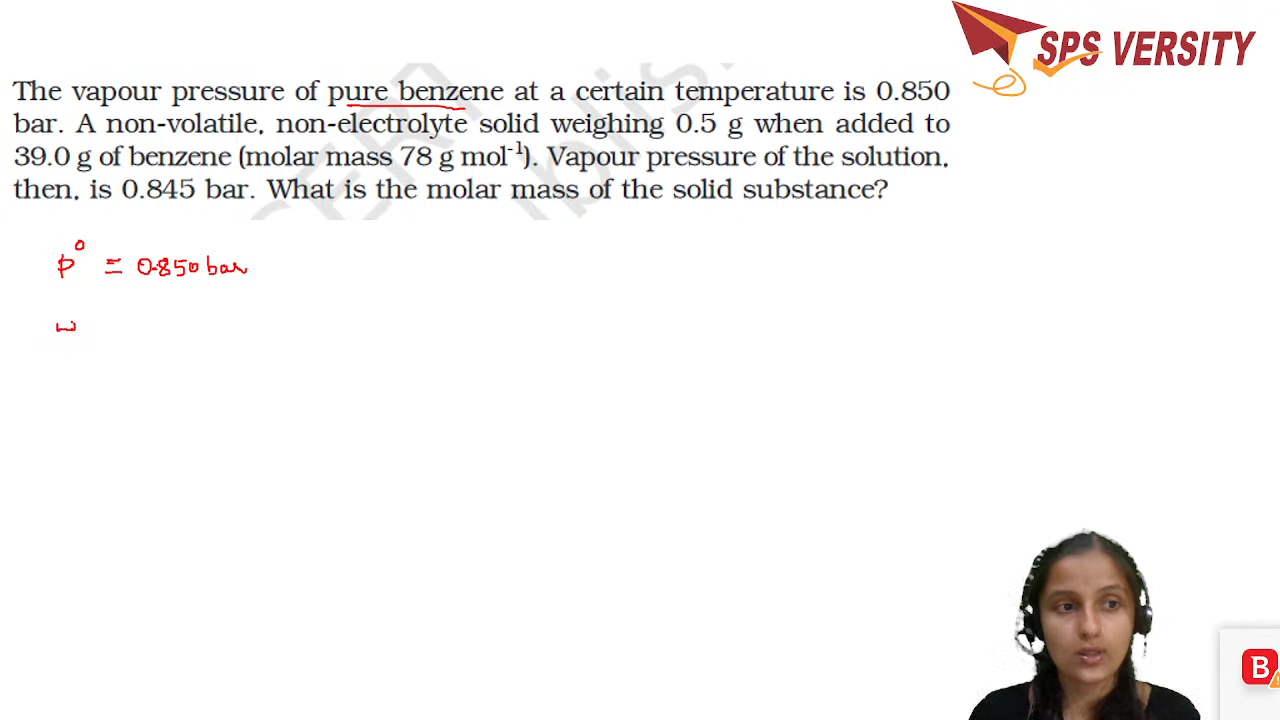 SPS VERSITY
The vapour pressure of pure benzene at a certain temperature is 0.850
bar. A non-volatile, non-electrolyte solid weighing 0.5 g when added to
39.0 g of benzene (molar mass 78 g mol⁻¹). Vapour pressure of the solution,
then, is 0.845 bar. What is the molar mass of the solid substance?
p⁰ = 0.850 bar
B